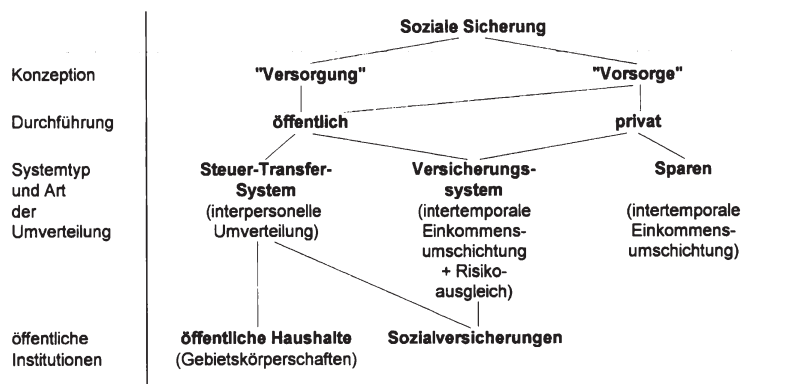 Soziale Sicherung
Konzeption "Versorgung" "Vorsorge"
Durchführung öffentlich privat
Systemtyp Steuer-Transfer- Versicherungs- Sparen
und Art System system
der (interpersonelle (intertemporale (intertemporale
Umverteilung Umverteilung) Einkommens- Einkommens-
umschichtung umschichtung)
+ Risiko-
ausgleich)
öffentliche öffentliche Haushalte Sozialversicherungen
Institutionen (Gebietskörperschaften)